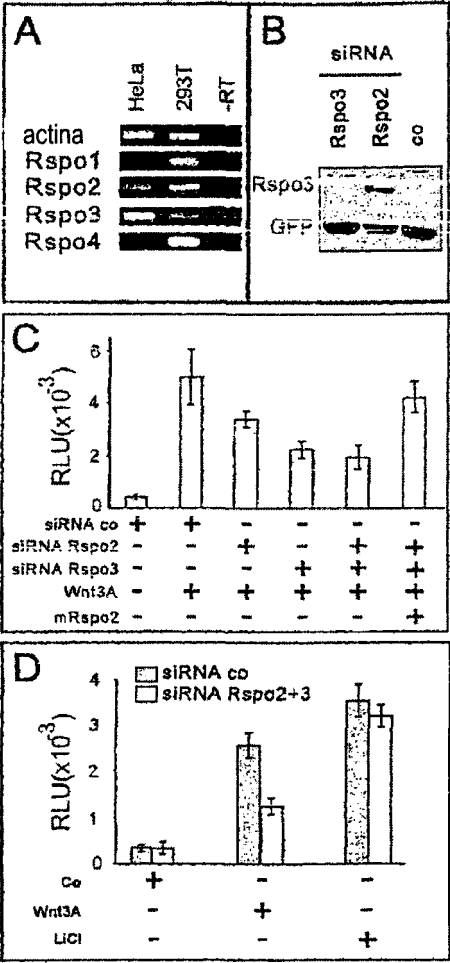 A
HeLa 293T -RT
actina
Rspo1
Rspo2
Rspo3
Rspo4
B
siRNA
Rspo3 Rspo2 co
Rspo3
GFP
C
RLU(x10-3)
6
4
2
0
siRNA co + + - - - -
siRNA Rspo2 - - + - + +
siRNA Rspo3 - - - + + +
Wnt3A - + + + + +
mRspo2 - - - - - +
D
siRNA co
siRNA Rspo2+3
RLU(x10-3)
4
3
2
1
0
Co + - -
Wnt3A - + -
LiCl - - +